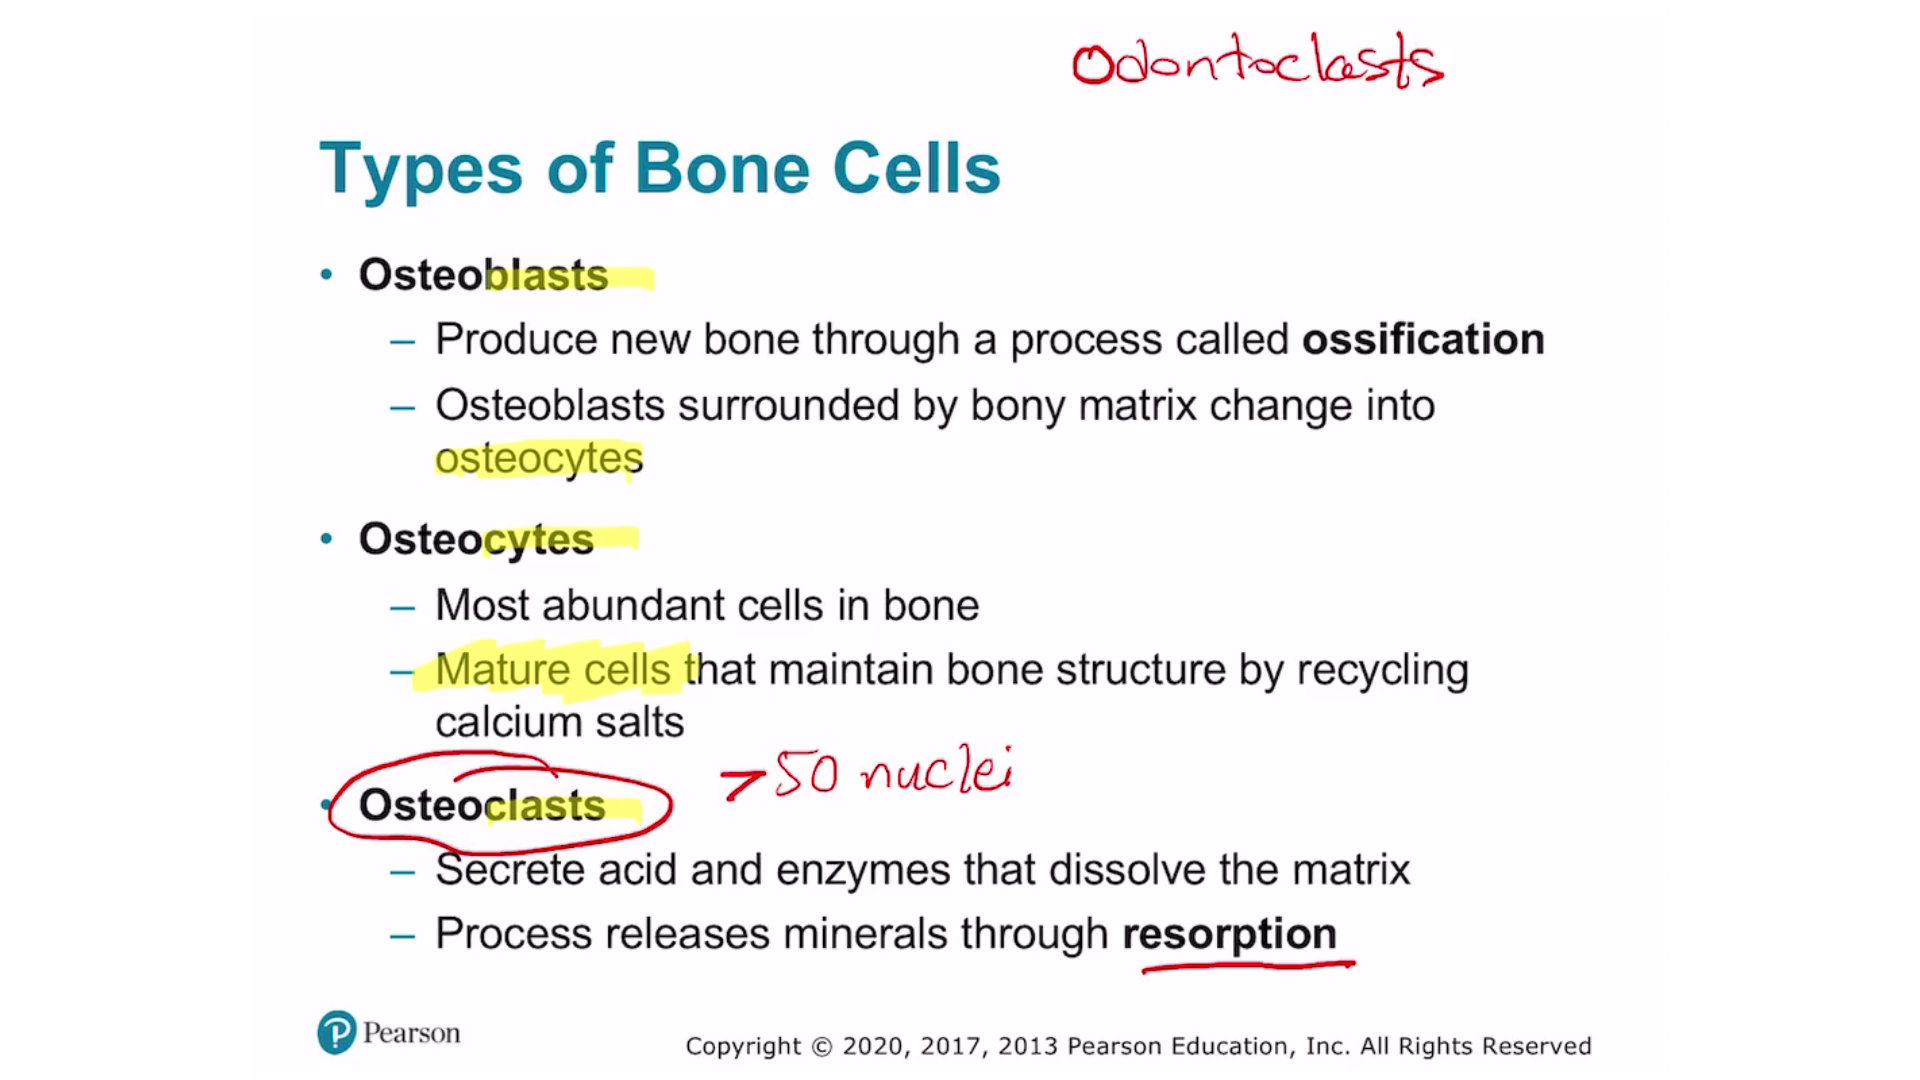 Odontoclasts
Types of Bone Cells
• Osteoblasts
– Produce new bone through a process called ossification
– Osteoblasts surrounded by bony matrix change into
osteocytes
• Osteocytes
– Most abundant cells in bone
– Mature cells that maintain bone structure by recycling
calcium salts
• Osteoclasts >50 nuclei
– Secrete acid and enzymes that dissolve the matrix
– Process releases minerals through resorption
P Pearson
Copyright © 2020, 2017, 2013 Pearson Education, Inc. All Rights Reserved